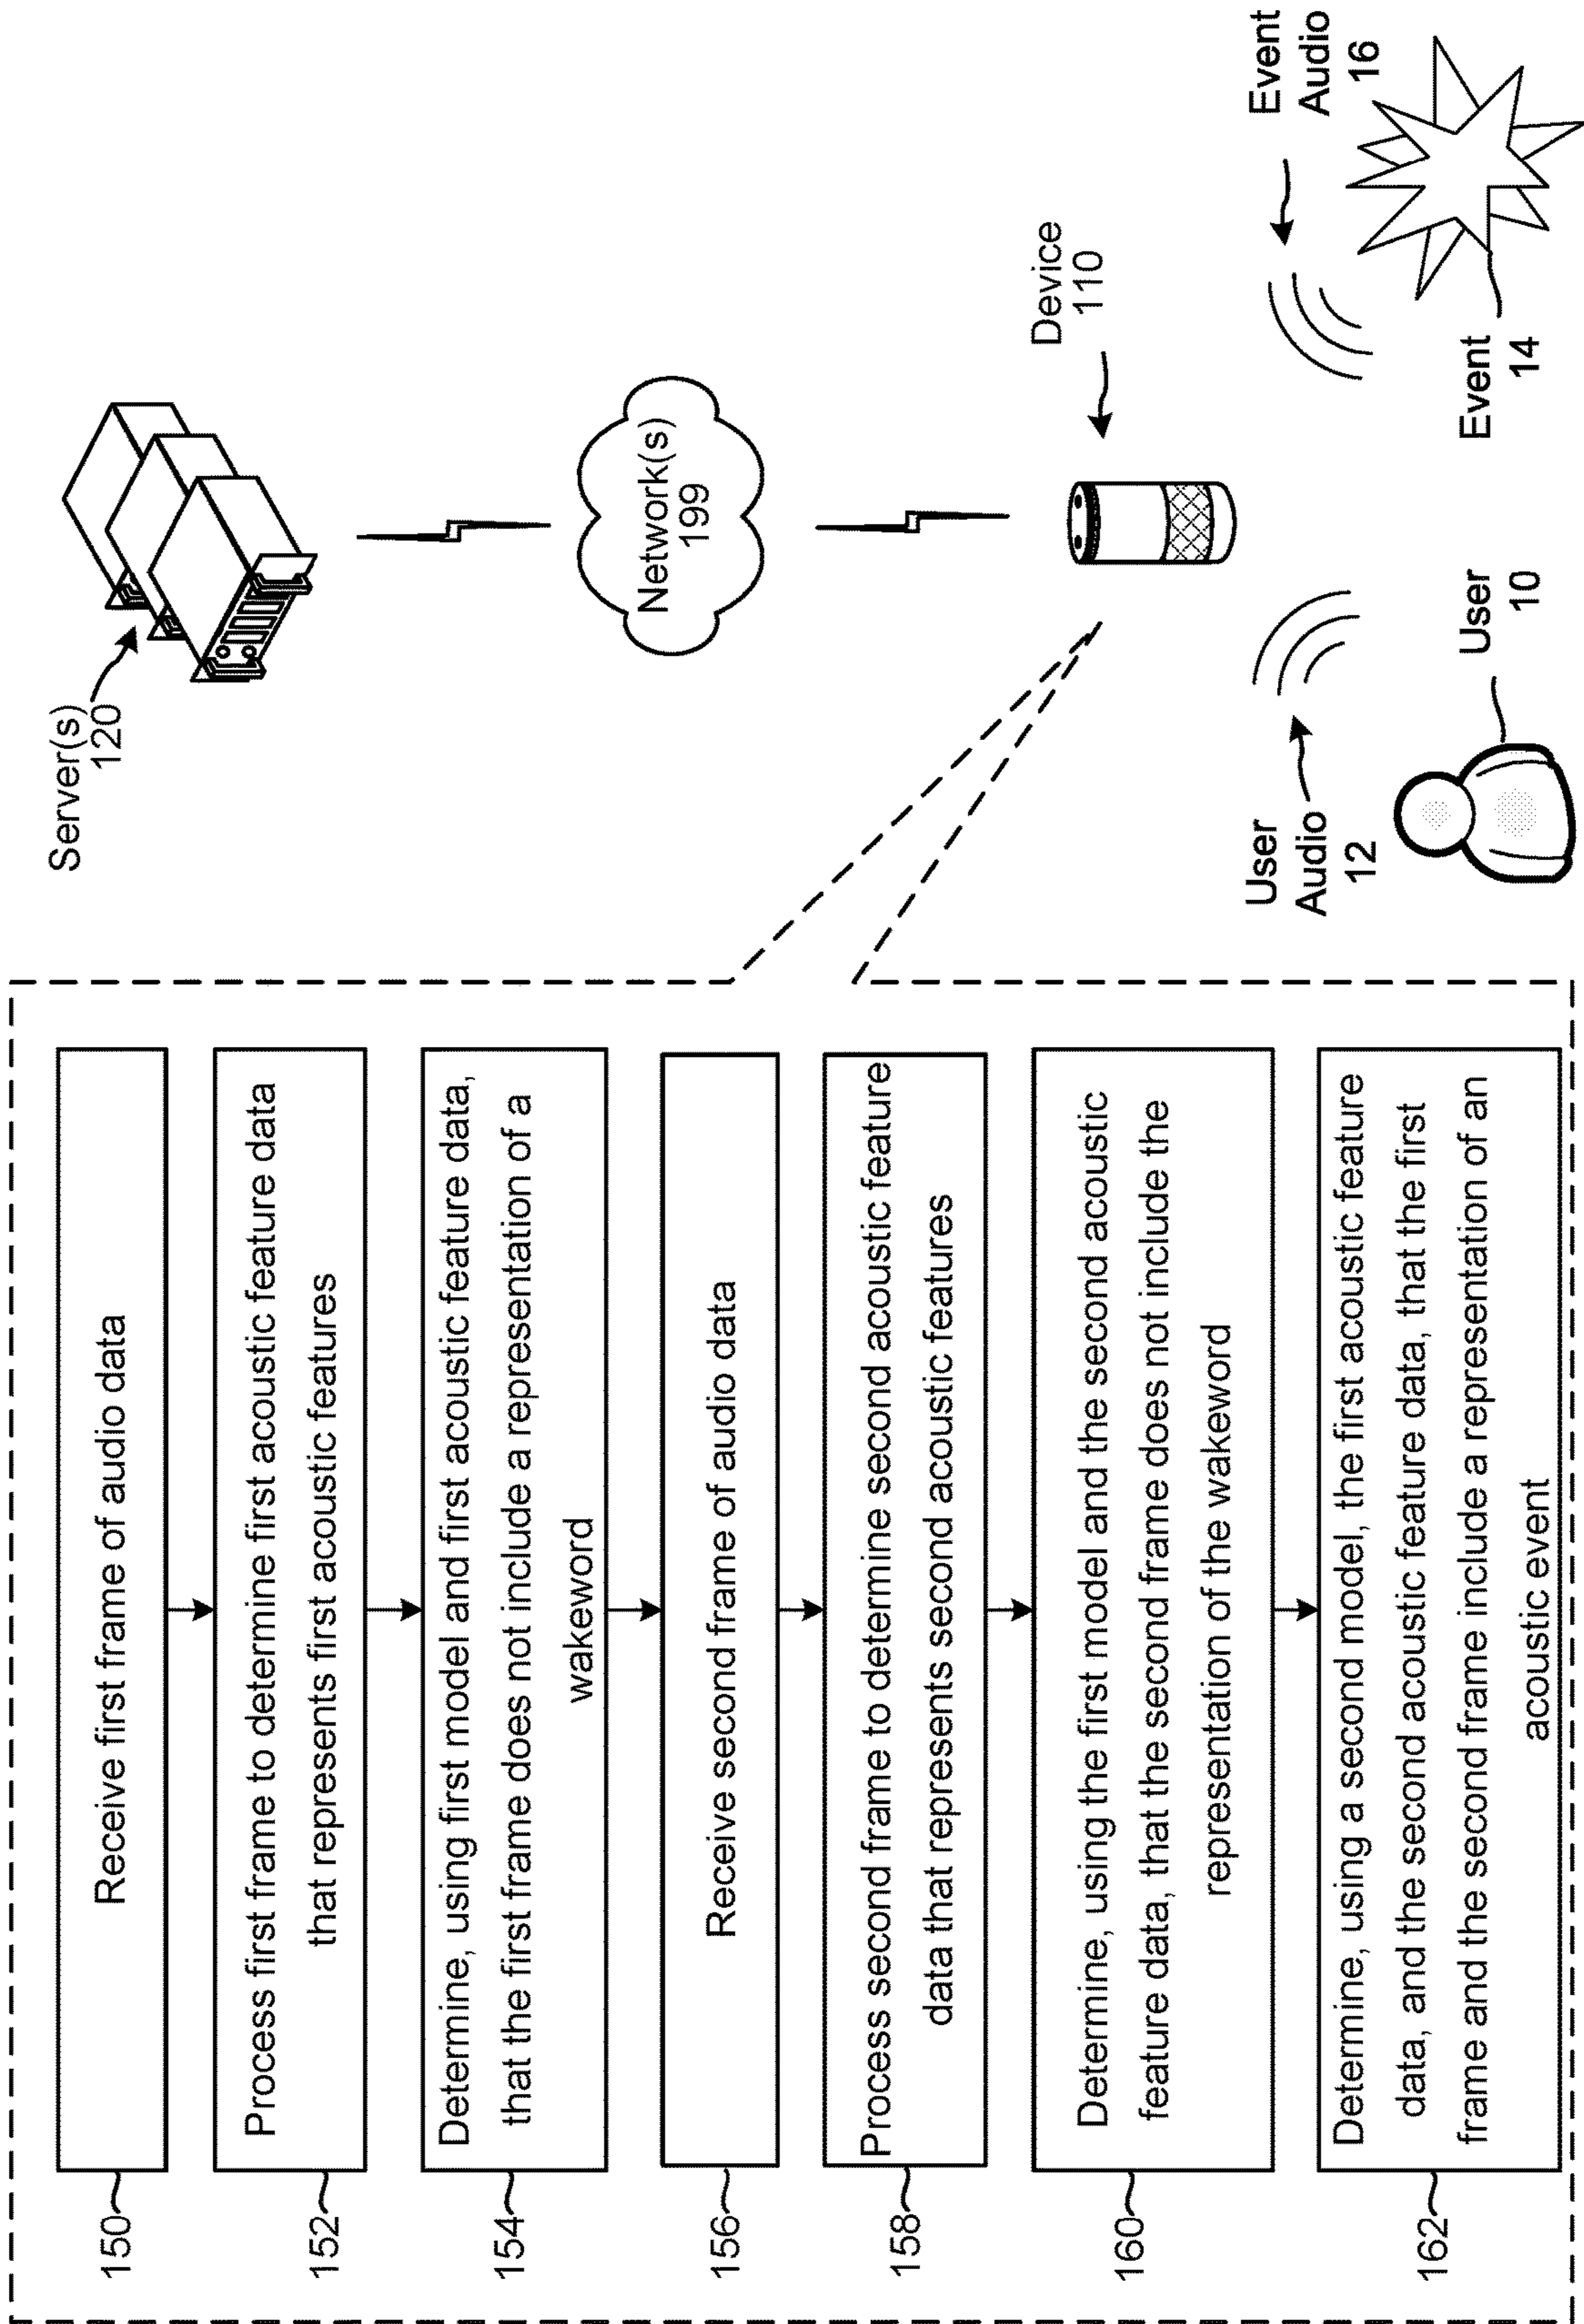 150
Receive first frame of audio data
152
Process first frame to determine first acoustic feature data
that represents first acoustic features
154
Determine, using first model and first acoustic feature data,
that the first frame does not include a representation of a
wakeword
156
Receive second frame of audio data
158
Process second frame to determine second acoustic feature
data that represents second acoustic features
160
Determine, using the first model and the second acoustic
feature data, that the second frame does not include the
representation of the wakeword
162
Determine, using a second model, the first acoustic feature
data, and the second acoustic feature data, that the first
frame and the second frame include a representation of an
acoustic event
Server(s)
120
Network(s)
199
Device
110
User
Audio
12
User
10
Event
Audio
16
Event
14